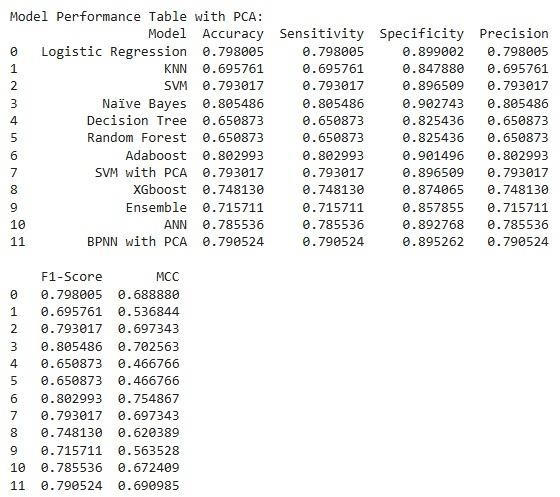 Model Performance Table with PCA:
Model Accuracy Sensitivity Specificity Precision
0 Logistic Regression 0.798005 0.798005 0.899002 0.798005
1 KNN 0.695761 0.695761 0.847880 0.695761
2 SVM 0.793017 0.793017 0.896509 0.793017
3 Naïve Bayes 0.805486 0.805486 0.902743 0.805486
4 Decision Tree 0.650873 0.650873 0.825436 0.650873
5 Random Forest 0.650873 0.650873 0.825436 0.650873
6 Adaboost 0.802993 0.802993 0.901496 0.802993
7 SVM with PCA 0.793017 0.793017 0.896509 0.793017
8 XGboost 0.748130 0.748130 0.874065 0.748130
9 Ensemble 0.715711 0.715711 0.857855 0.715711
10 ANN 0.785536 0.785536 0.892768 0.785536
11 BPNN with PCA 0.790524 0.790524 0.895262 0.790524
F1-Score MCC
0 0.798005 0.688880
1 0.695761 0.536844
2 0.793017 0.697343
3 0.805486 0.702563
4 0.650873 0.466766
5 0.650873 0.466766
6 0.802993 0.754867
7 0.793017 0.697343
8 0.748130 0.620389
9 0.715711 0.563528
10 0.785536 0.672409
11 0.790524 0.690985